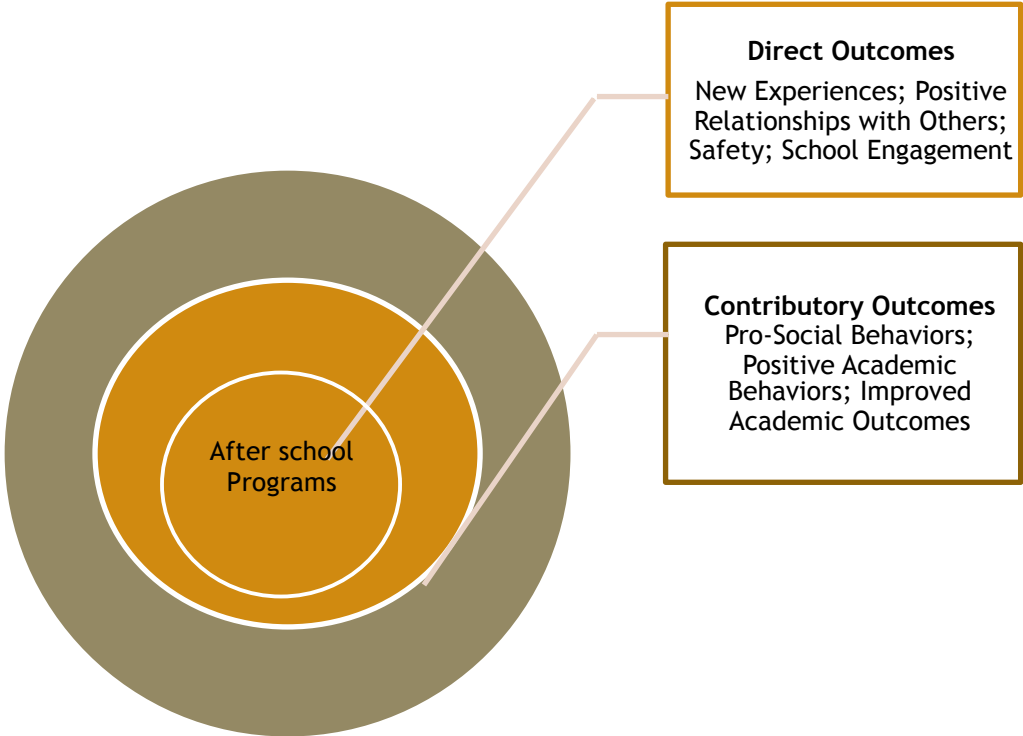 Direct Outcomes
New Experiences; Positive
Relationships with Others;
Safety; School Engagement
Contributory Outcomes
Pro-Social Behaviors;
Positive Academic
Behaviors; Improved
Academic Outcomes
After school
Programs